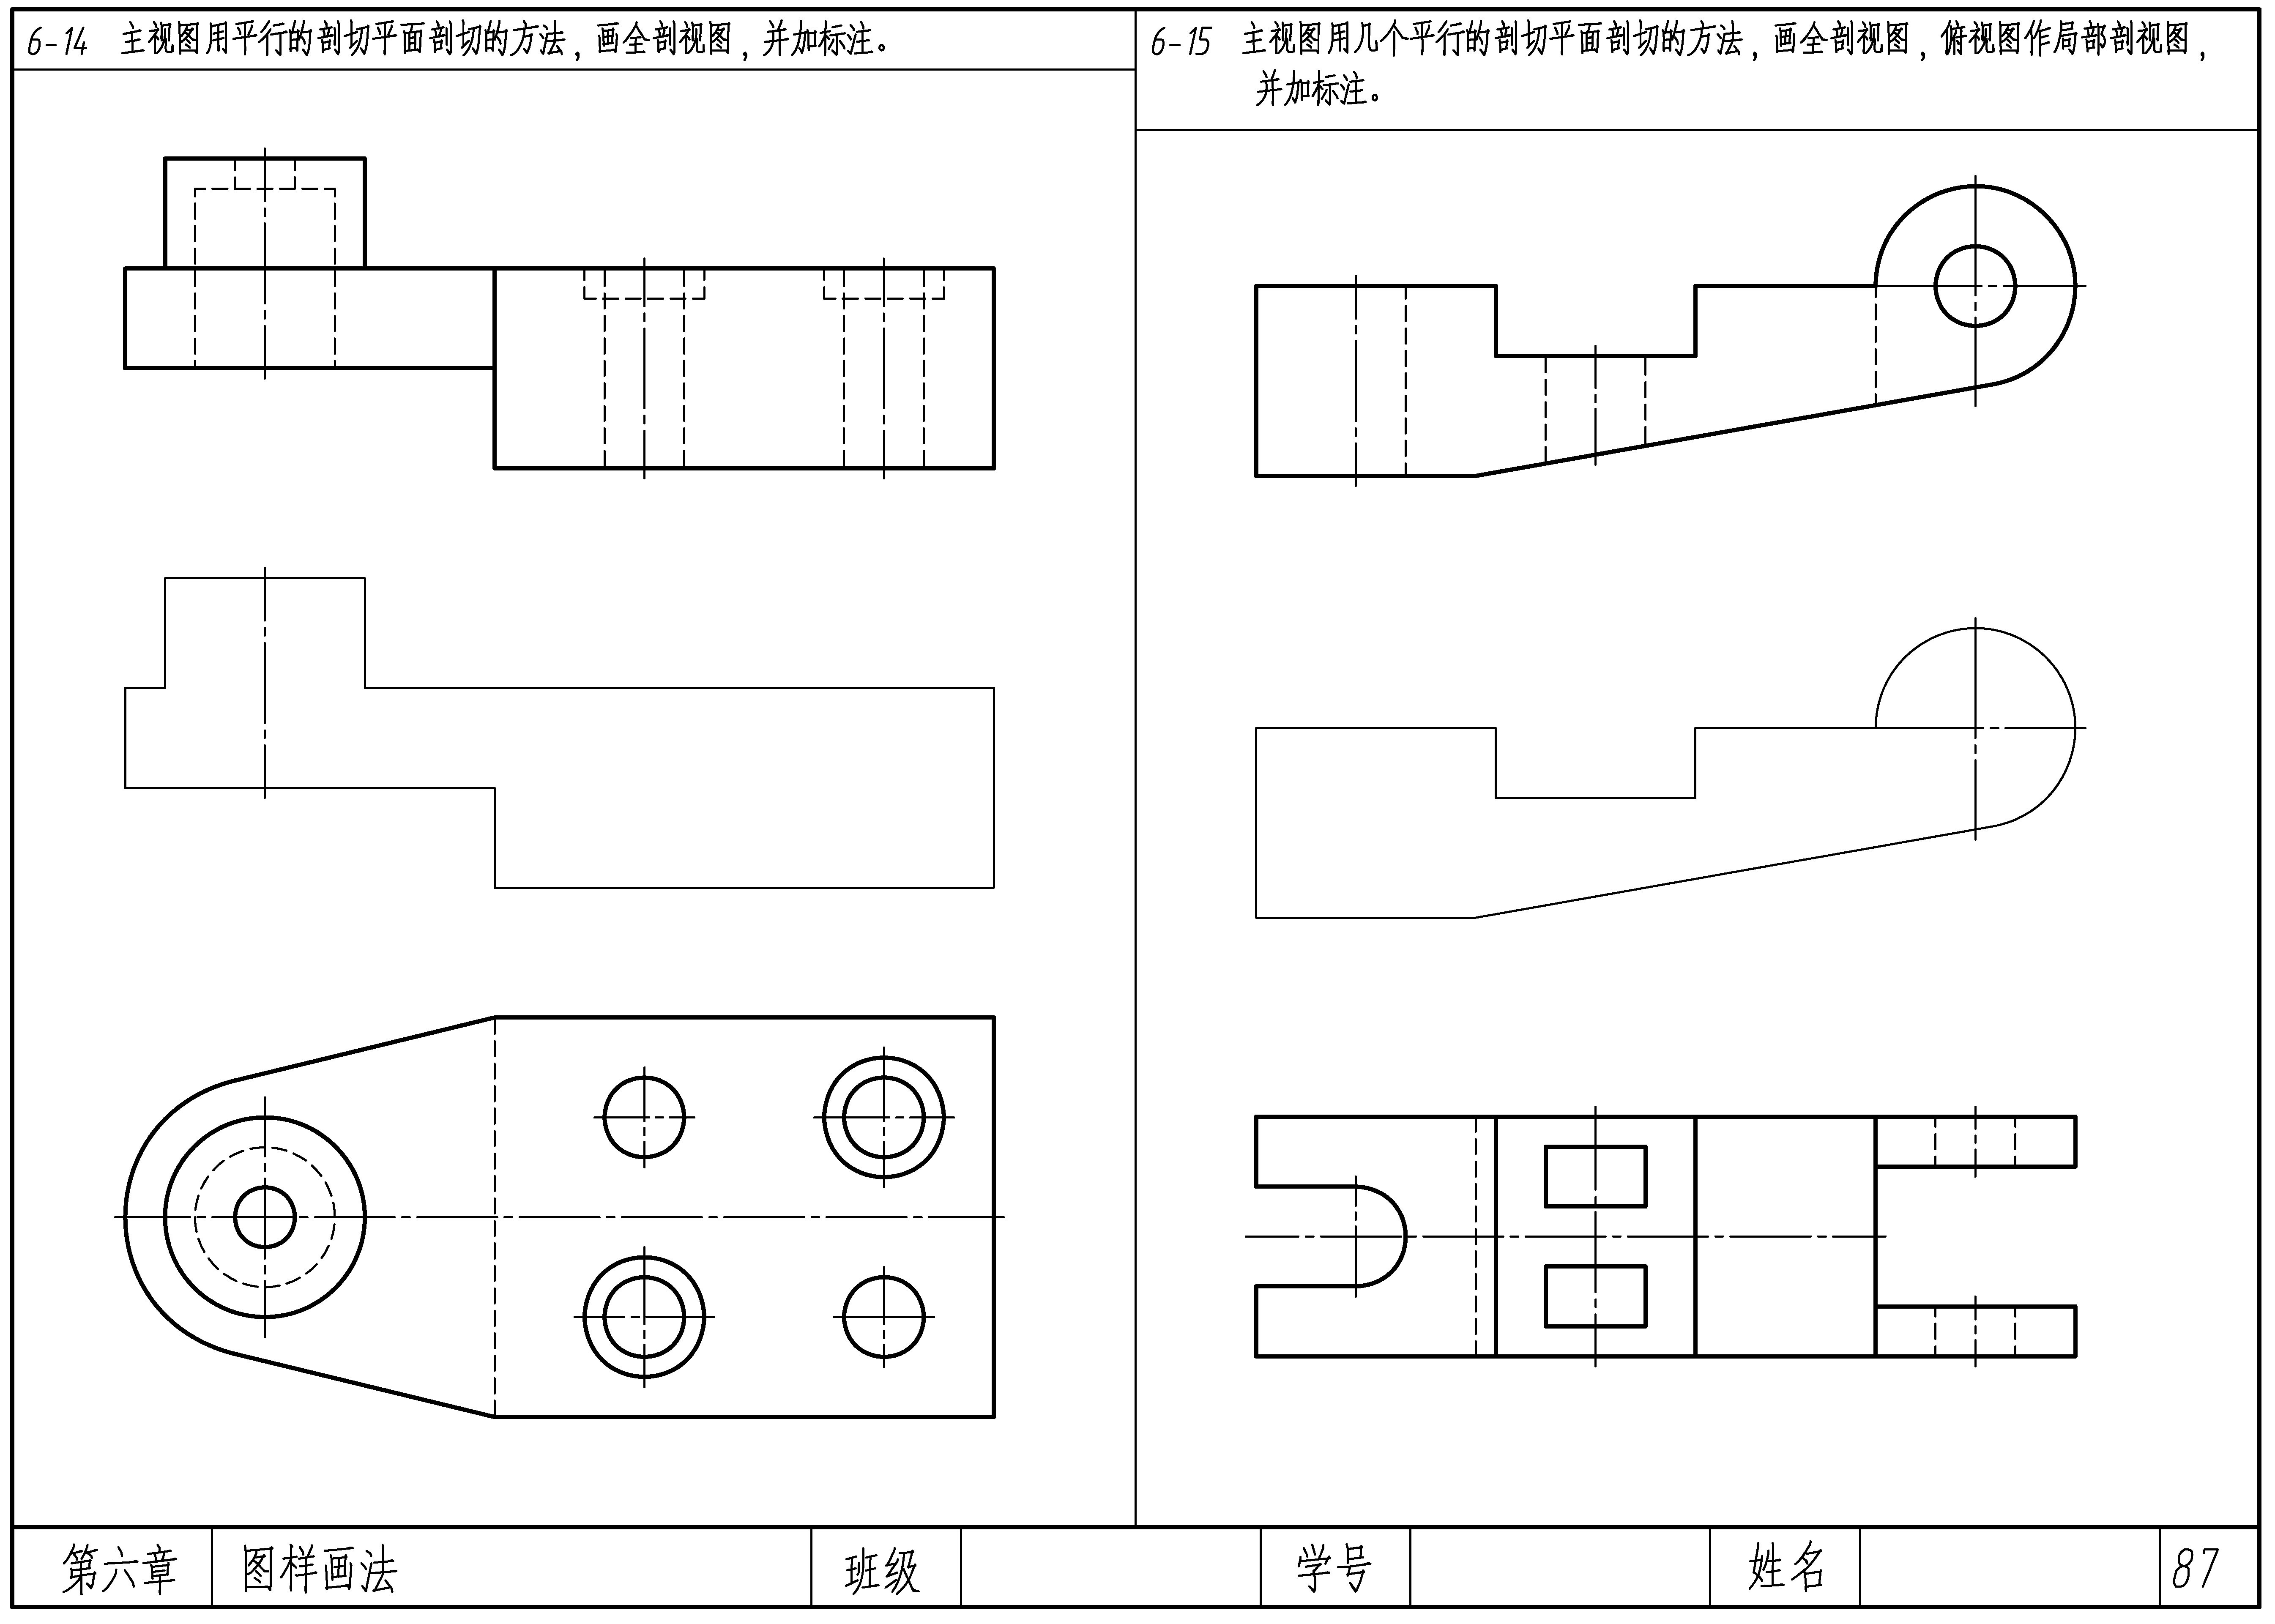 6-14 主视图用平行的剖切平面剖切的方法，画全剖视图，并加标注。
6-15 主视图用几个平行的剖切平面剖切的方法，画全剖视图，俯视图作局部剖视图，
并加标注。
第六章 图样画法 班级 学号 姓名 87